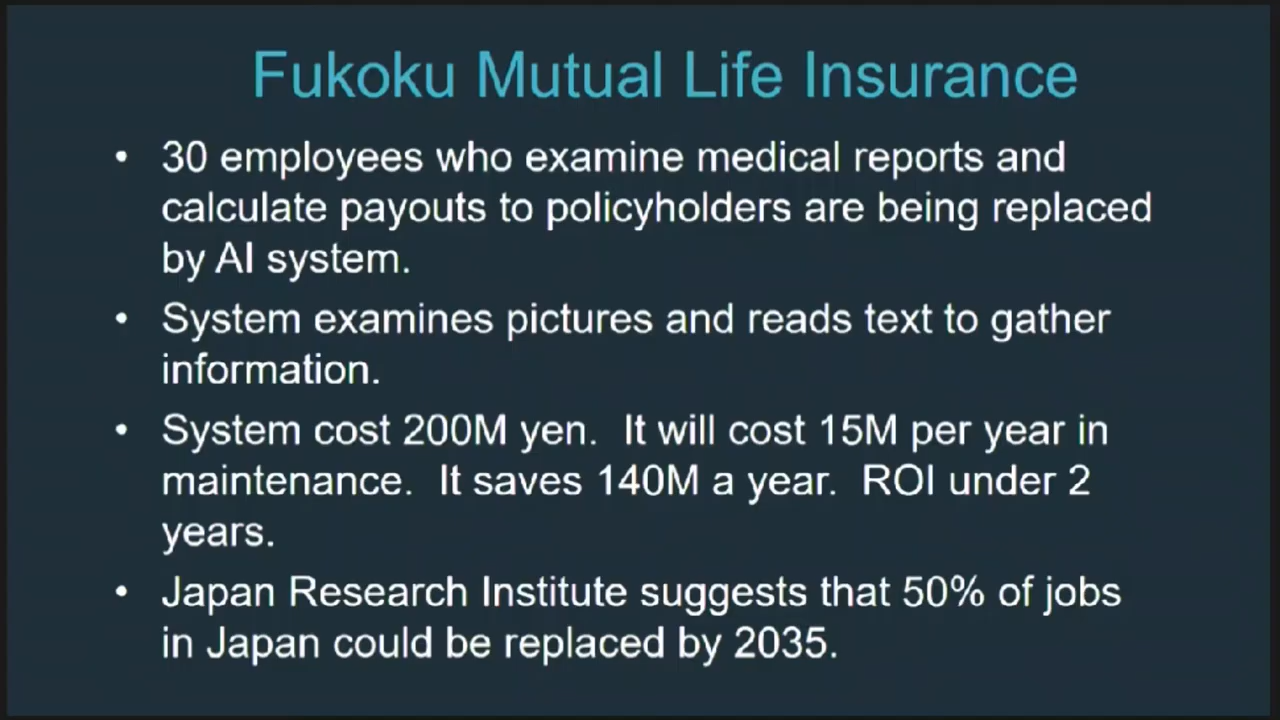 Fukoku Mutual Life Insurance
• 30 employees who examine medical reports and
calculate payouts to policyholders are being replaced
by AI system.
• System examines pictures and reads text to gather
information.
• System cost 200M yen.  It will cost 15M per year in
maintenance.  It saves 140M a year.  ROI under 2
years.
• Japan Research Institute suggests that 50% of jobs
in Japan could be replaced by 2035.